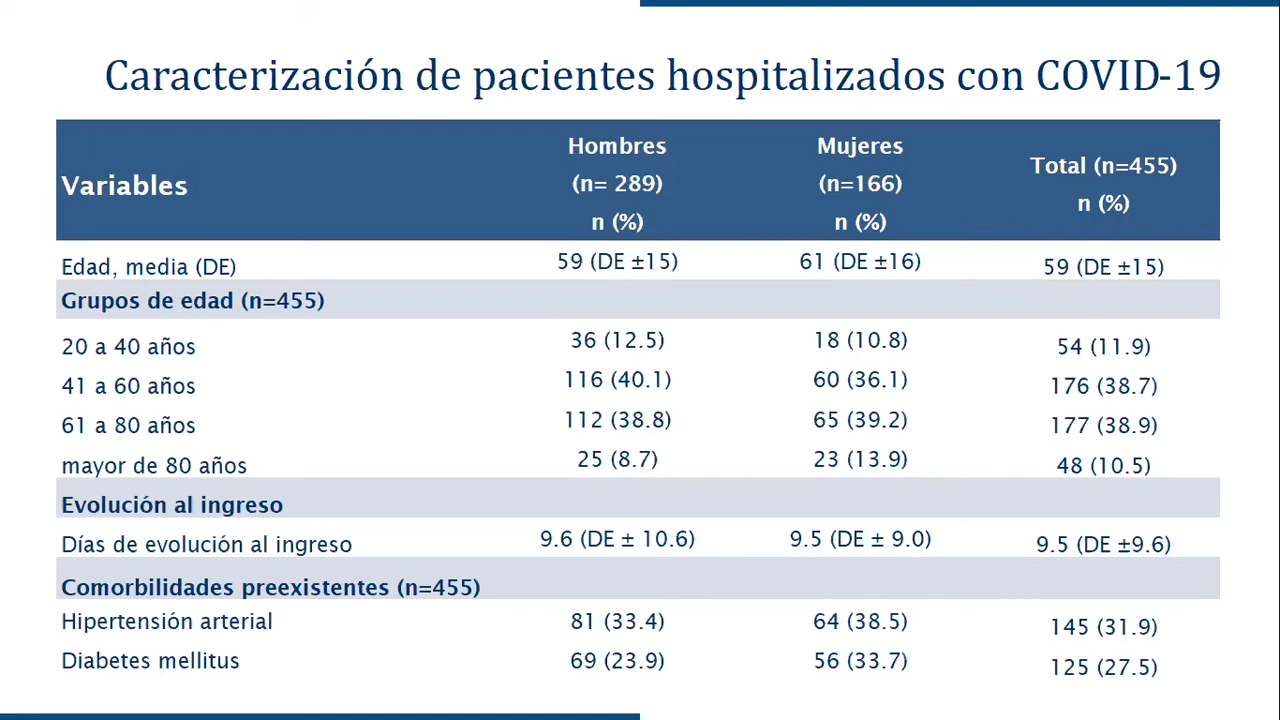 Caracterización de pacientes hospitalizados con COVID-19
Variables
Hombres
(n= 289)
n (%)
Mujeres
(n=166)
n (%)
Total (n=455)
n (%)
Edad, media (DE) 59 (DE ±15) 61 (DE ±16) 59 (DE ±15)
Grupos de edad (n=455)
20 a 40 años 36 (12.5) 18 (10.8) 54 (11.9)
41 a 60 años 116 (40.1) 60 (36.1) 176 (38.7)
61 a 80 años 112 (38.8) 65 (39.2) 177 (38.9)
mayor de 80 años 25 (8.7) 23 (13.9) 48 (10.5)
Evolución al ingreso
Días de evolución al ingreso 9.6 (DE ± 10.6) 9.5 (DE ± 9.0) 9.5 (DE ±9.6)
Comorbilidades preexistentes (n=455)
Hipertensión arterial 81 (33.4) 64 (38.5) 145 (31.9)
Diabetes mellitus 69 (23.9) 56 (33.7) 125 (27.5)